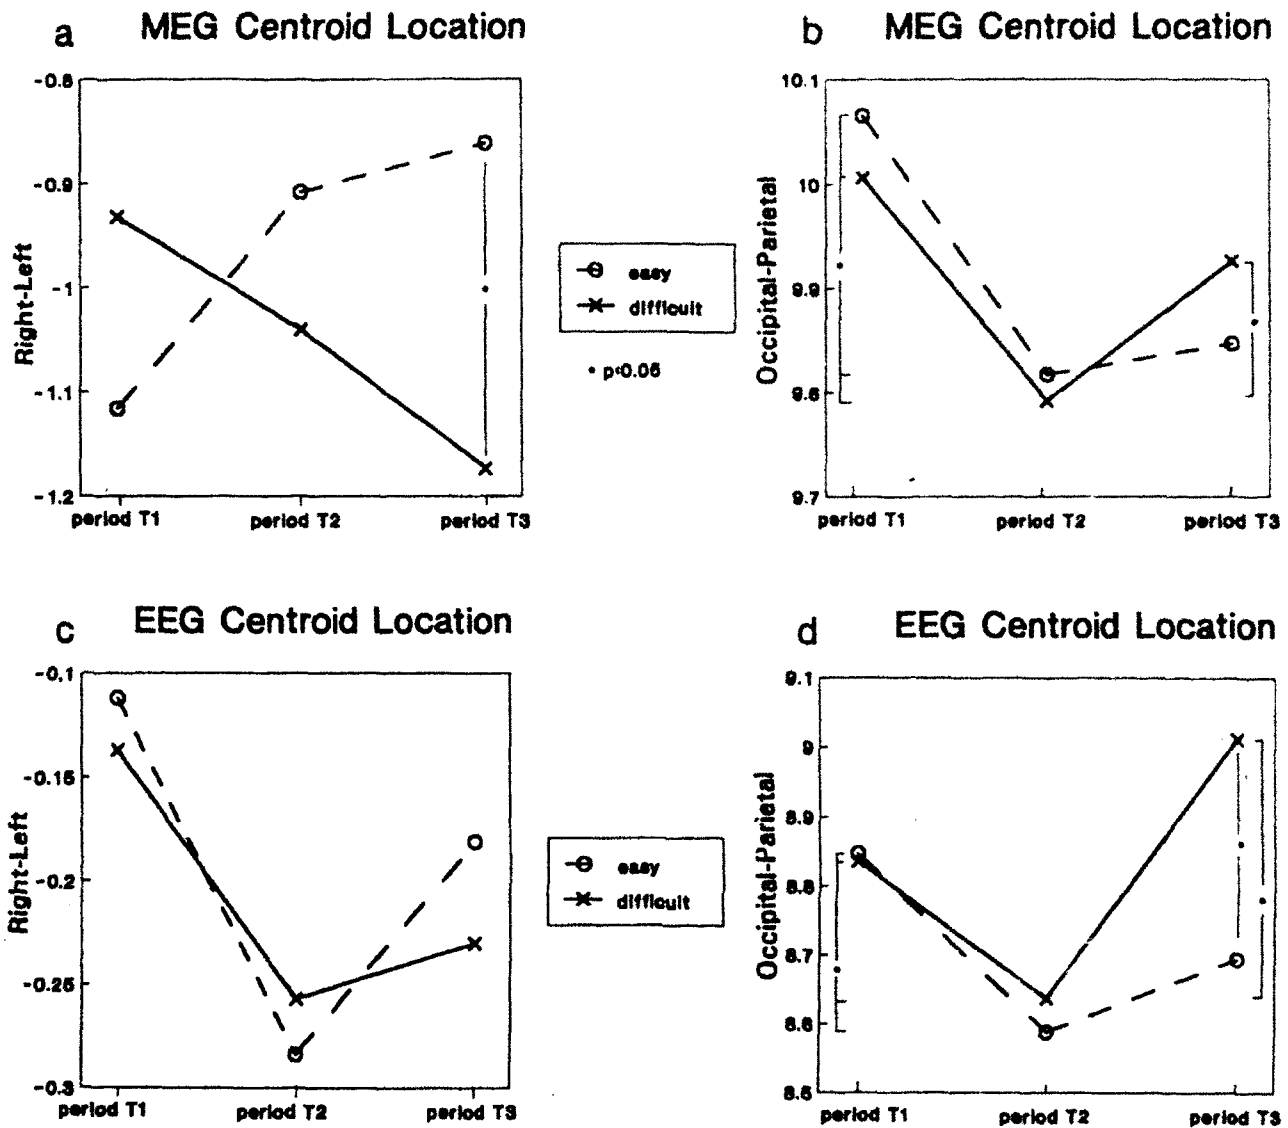 a MEG Centroid Location
-0.8
-0.9
-1
-1.1
-1.2
Right-Left
period T1 period T2 period T3
easy
difficult
• p<0.05
b MEG Centroid Location
10.1
10
9.9
9.8
9.7
Occipital-Parietal
period T1 period T2 period T3
c EEG Centroid Location
-0.1
-0.15
-0.2
-0.25
-0.3
Right-Left
period T1 period T2 period T3
easy
difficult
d EEG Centroid Location
9.1
9
8.9
8.8
8.7
8.6
8.5
Occipital-Parietal
period T1 period T2 period T3